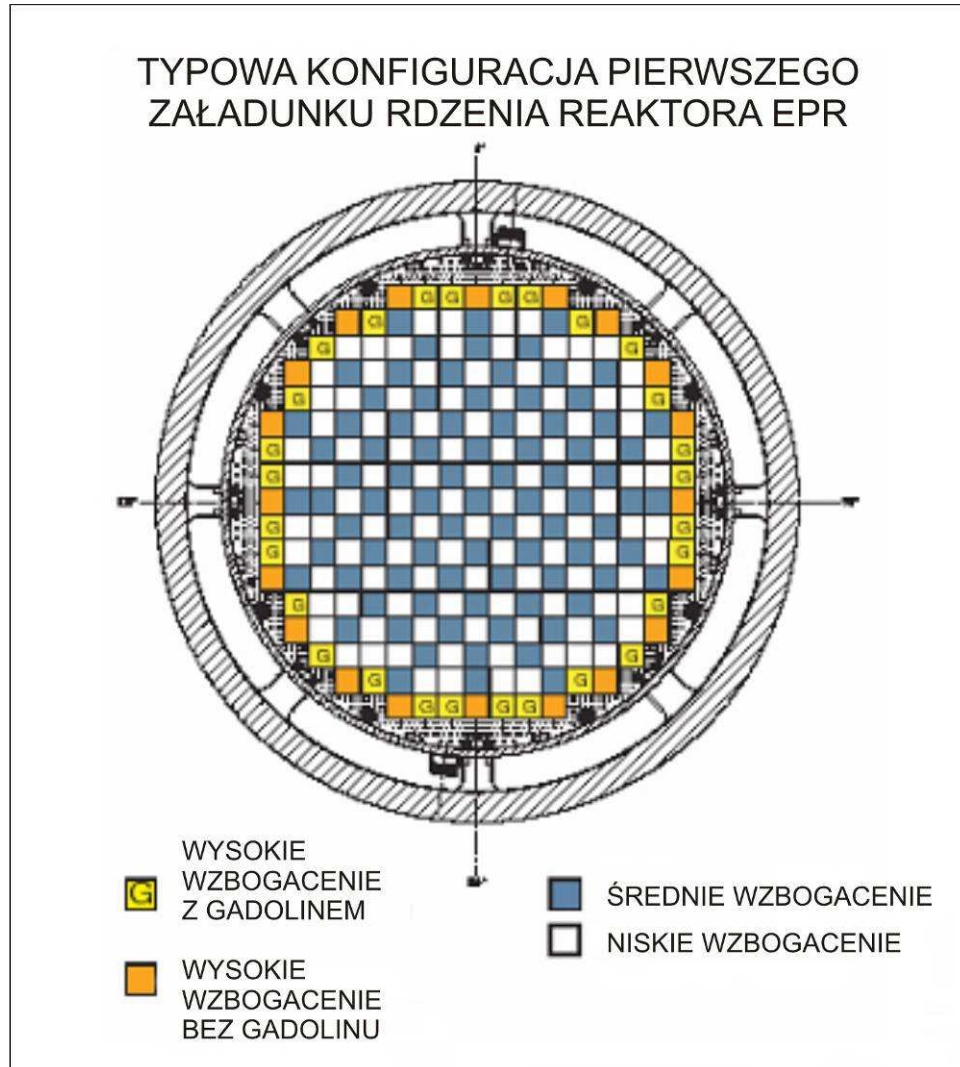 TYPOWA KONFIGURACJA PIERWSZEGO
ZAŁADUNKU RDZENIA REAKTORA EPR
G G G G
G G
G G
G G
G G
G G
G G
G G
G G
G G
G G
G G G G
G
WYSOKIE
WZBOGACENIE
Z GADOLINEM
WYSOKIE
WZBOGACENIE
BEZ GADOLINU
ŚREDNIE WZBOGACENIE
NISKIE WZBOGACENIE